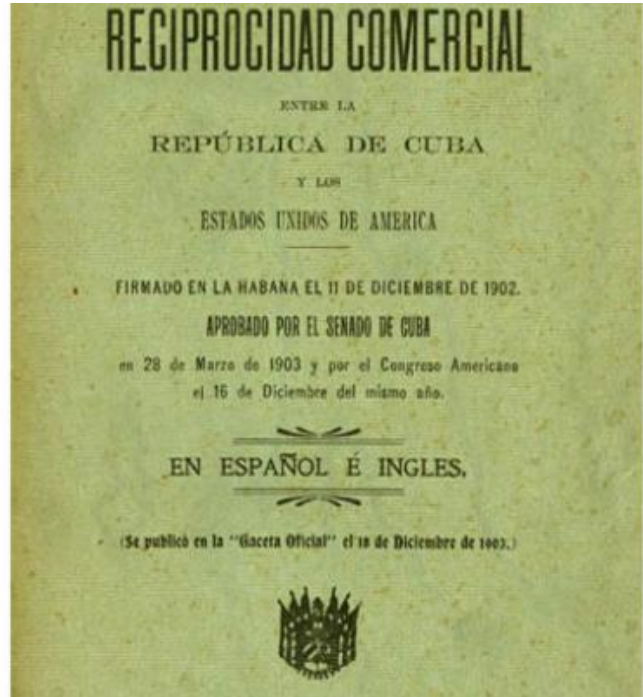 RECIPROCIDAD COMERCIAL
ENTRE LA
REPÚBLICA DE CUBA
Y LOS
ESTADOS UNIDOS DE AMERICA
FIRMADO EN LA HABANA EL 11 DE DICIEMBRE DE 1902.
APROBADO POR EL SENADO DE CUBA
en 28 de Marzo de 1903 y por el Congreso Americano
el 16 de Diciembre del mismo año.
EN ESPAÑOL É INGLES,
(Se publicó en la "Gaceta Oficial" el 18 de Diciembre de 1903.)